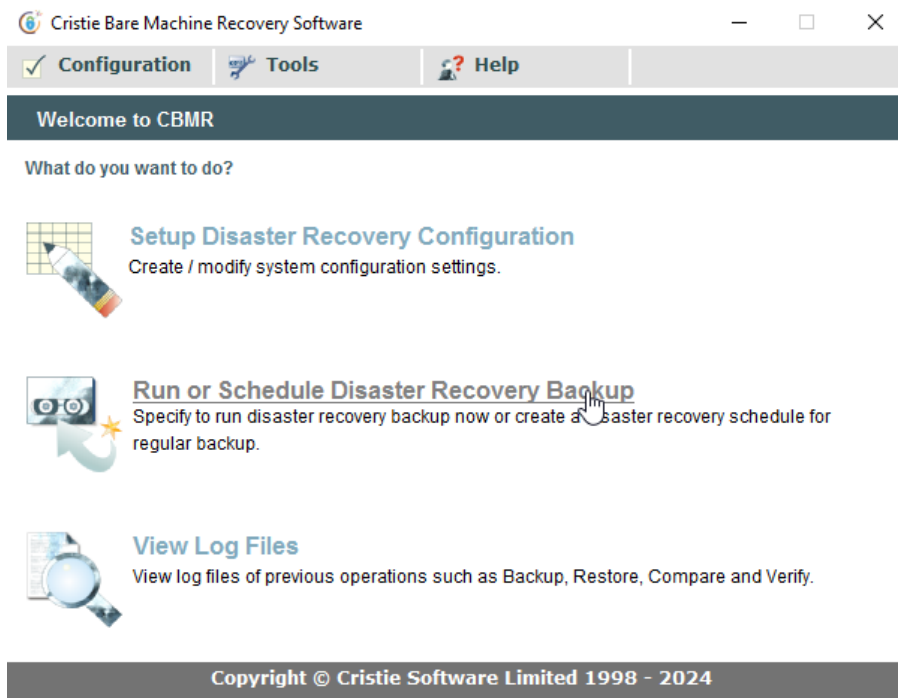 Cristie Bare Machine Recovery Software
Configuration Tools Help
Welcome to CBMR
What do you want to do?
Setup Disaster Recovery Configuration
Create / modify system configuration settings.
Run or Schedule Disaster Recovery Backup
Specify to run disaster recovery backup now or create a disaster recovery schedule for
regular backup.
View Log Files
View log files of previous operations such as Backup, Restore, Compare and Verify.
Copyright © Cristie Software Limited 1998 - 2024